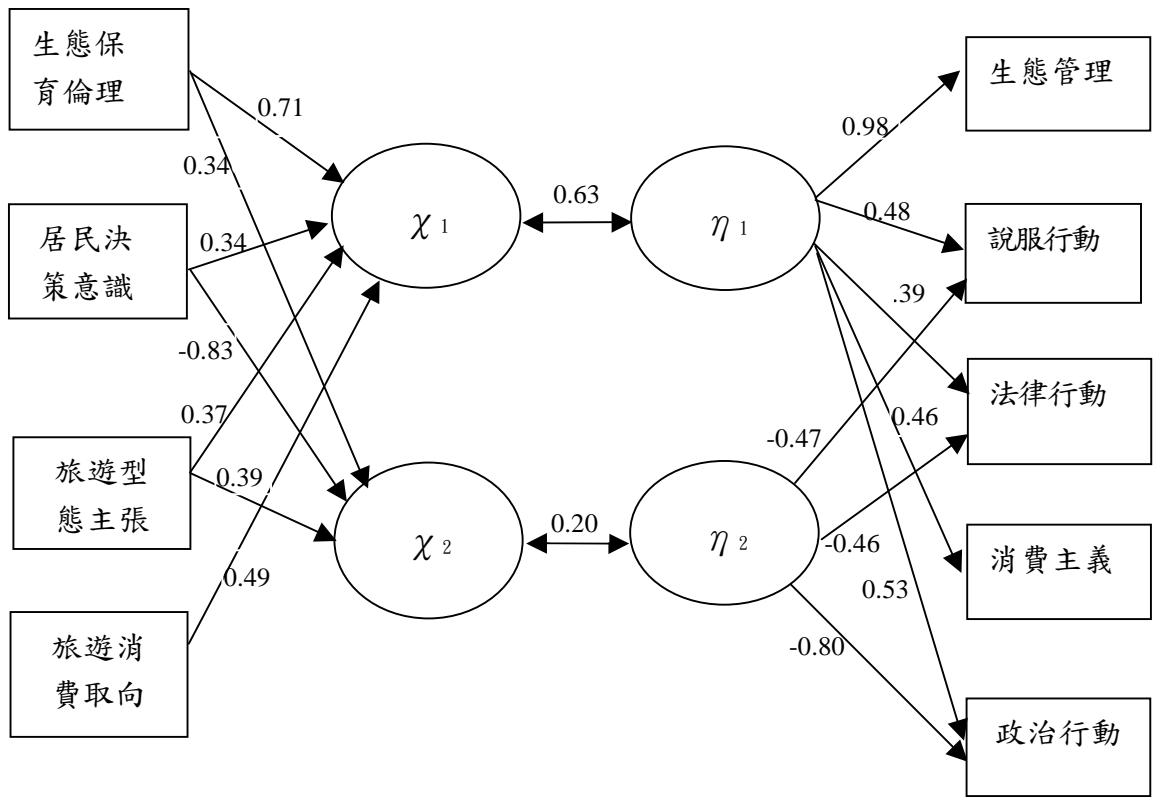 生態保
育倫理
居民決
策意識
旅遊型
態主張
旅遊消
費取向
0.71
0.34
0.34
-0.83
0.37
0.39
0.49
χ 1
χ 2
0.63
0.20
η 1
η 2
0.98
0.48
.39
0.46
0.53
-0.47
-0.46
-0.80
生態管理
說服行動
法律行動
消費主義
政治行動